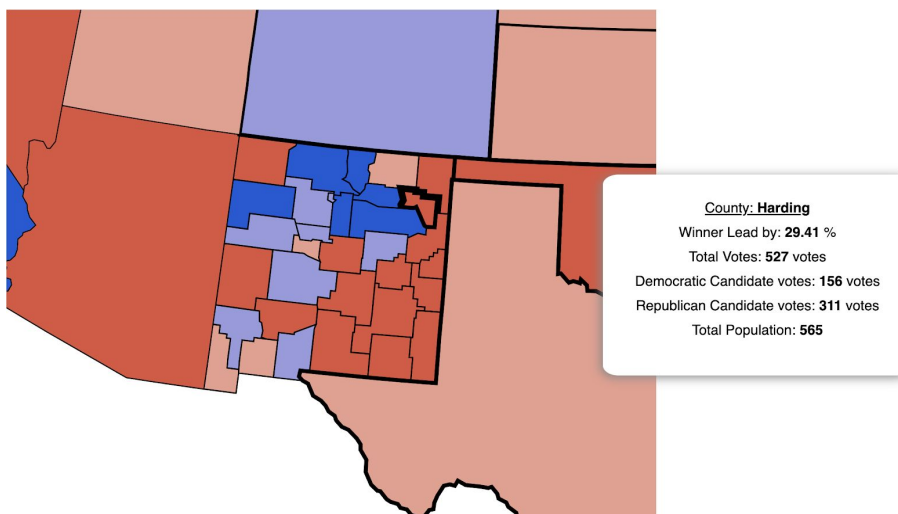 County: Harding
Winner Lead by: 29.41 %
Total Votes: 527 votes
Democratic Candidate votes: 156 votes
Republican Candidate votes: 311 votes
Total Population: 565